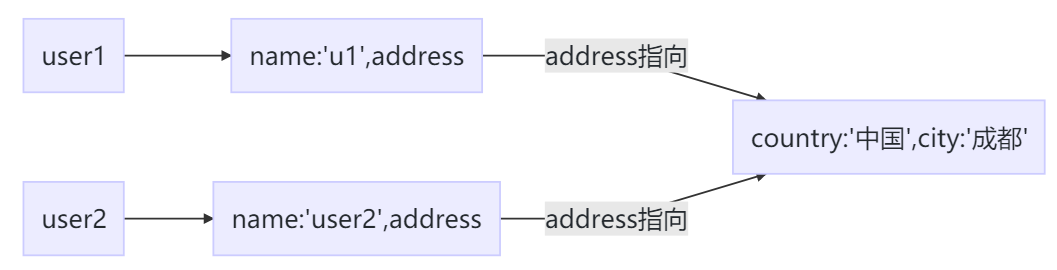 user1
name:'u1',address
address指向
country:'中国',city:'成都'
user2
name:'user2',address
address指向